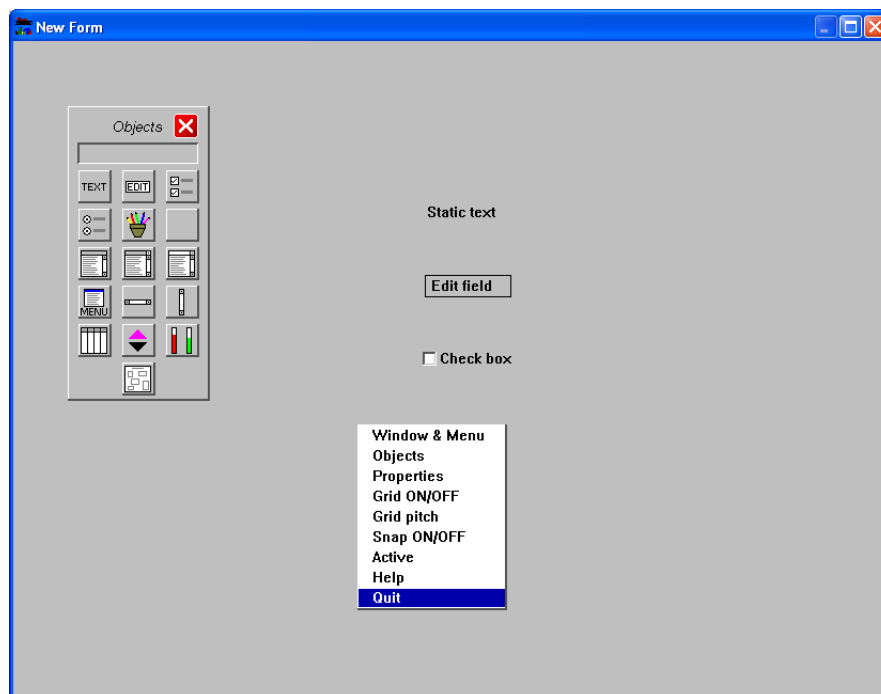 New Form
Objects
TEXT
EDIT
MENU
Static text
Edit field
Check box
Window & Menu
Objects
Properties
Grid ON/OFF
Grid pitch
Snap ON/OFF
Active
Help
Quit